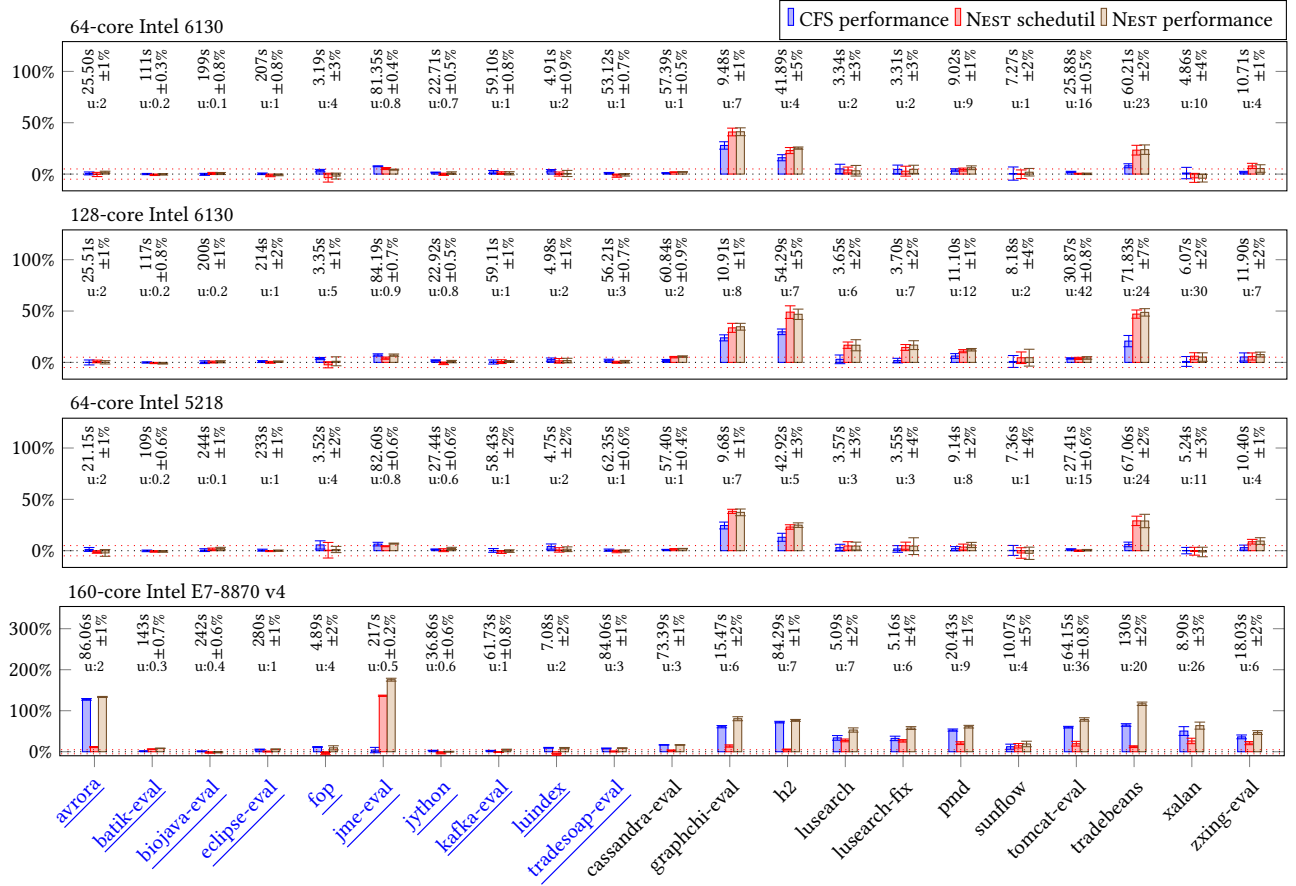 64-core Intel 6130
CFS performance NEST schedutil NEST performance
100%
50%
0%
25.50s ±1% 111s ±0.3% 199s ±0.8% 207s ±0.8% 3.19s ±3% 81.35s ±0.4% 22.71s ±0.5% 59.10s ±0.8% 4.91s ±0.9% 53.12s ±0.7% 57.39s ±0.5% 9.48s ±1% 41.89s ±5% 3.34s ±3% 3.31s ±3% 9.02s ±1% 7.27s ±2% 25.88s ±0.5% 60.21s ±2% 4.86s ±4% 10.71s ±1%
u:2 u:0.2 u:0.1 u:1 u:4 u:0.8 u:0.7 u:1 u:2 u:1 u:1 u:7 u:4 u:2 u:2 u:9 u:1 u:16 u:23 u:10 u:4
128-core Intel 6130
100%
50%
0%
25.51s ±1% 117s ±0.8% 200s ±1% 214s ±2% 3.35s ±1% 84.19s ±0.7% 22.92s ±0.5% 59.11s ±1% 4.98s ±1% 56.21s ±0.7% 60.84s ±0.9% 10.91s ±1% 54.29s ±5% 3.65s ±2% 3.70s ±2% 11.10s ±1% 8.18s ±4% 30.87s ±0.8% 71.83s ±7% 6.07s ±2% 11.90s ±2%
u:2 u:0.2 u:0.2 u:1 u:5 u:0.9 u:0.8 u:1 u:2 u:3 u:2 u:8 u:7 u:6 u:7 u:12 u:2 u:42 u:24 u:30 u:7
64-core Intel 5218
100%
50%
0%
21.15s ±1% 109s ±0.6% 244s ±1% 233s ±1% 3.52s ±2% 82.60s ±0.6% 27.44s ±0.6% 58.43s ±2% 4.75s ±2% 62.35s ±0.6% 57.40s ±0.4% 9.68s ±1% 42.92s ±3% 3.57s ±3% 3.55s ±4% 9.14s ±2% 7.36s ±4% 27.41s ±0.6% 67.06s ±2% 5.24s ±3% 10.40s ±1%
u:2 u:0.2 u:0.1 u:1 u:4 u:0.8 u:0.6 u:1 u:2 u:1 u:1 u:7 u:5 u:3 u:3 u:8 u:1 u:15 u:24 u:11 u:4
160-core Intel E7-8870 v4
300%
200%
100%
0%
86.06s ±1% 143s ±0.7% 242s ±0.6% 280s ±1% 4.89s ±2% 217s ±0.2% 36.86s ±0.6% 61.73s ±0.8% 7.08s ±2% 84.06s ±1% 73.39s ±1% 15.47s ±2% 84.29s ±1% 5.09s ±2% 5.16s ±4% 20.43s ±1% 10.07s ±5% 64.15s ±0.8% 130s ±2% 8.90s ±3% 18.03s ±2%
u:2 u:0.3 u:0.4 u:1 u:4 u:0.5 u:0.6 u:1 u:2 u:3 u:3 u:6 u:7 u:7 u:6 u:9 u:4 u:36 u:20 u:26 u:6
avrora batik-eval biojava-eval eclipse-eval fop jme-eval jython kafka-eval luindex tradesoap-eval cassandra-eval graphchi-eval h2 lusearch lusearch-fix pmd sunflow tomcat-eval tradebeans xalan zxing-eval